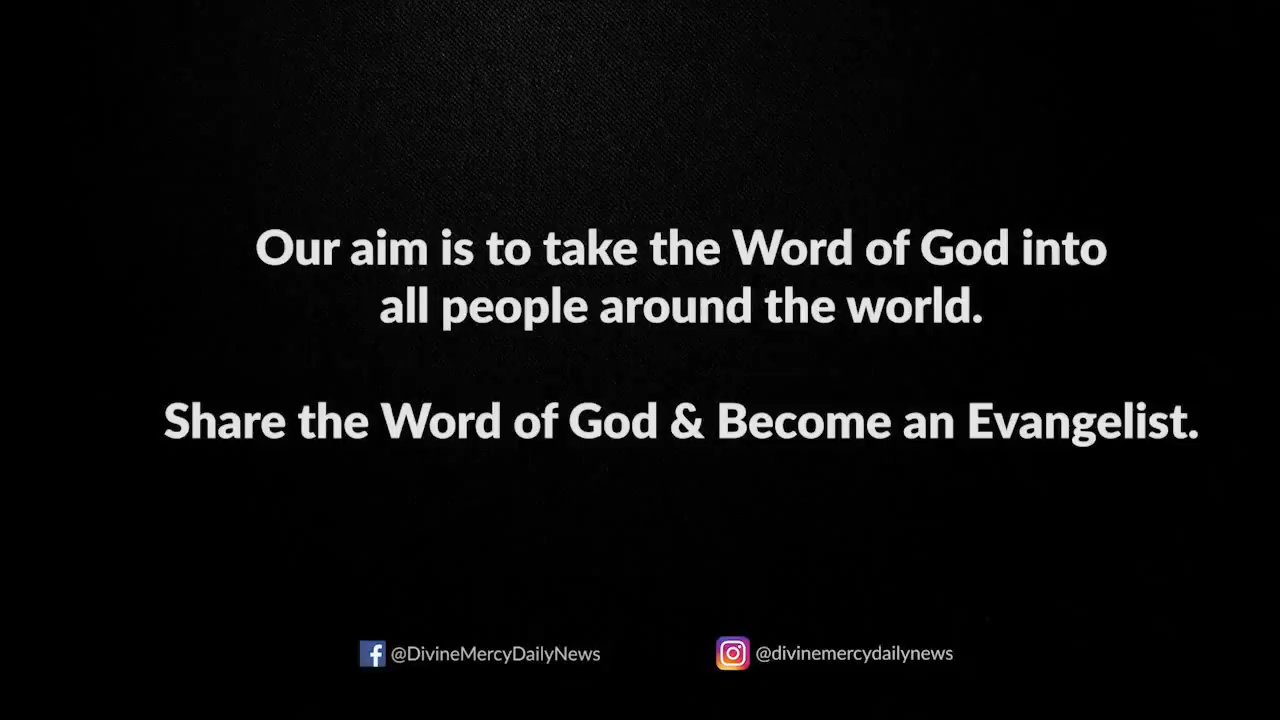 Our aim is to take the Word of God into
all people around the world.
Share the Word of God & Become an Evangelist.
@DivineMercyDailyNews
@divinemercydailynews